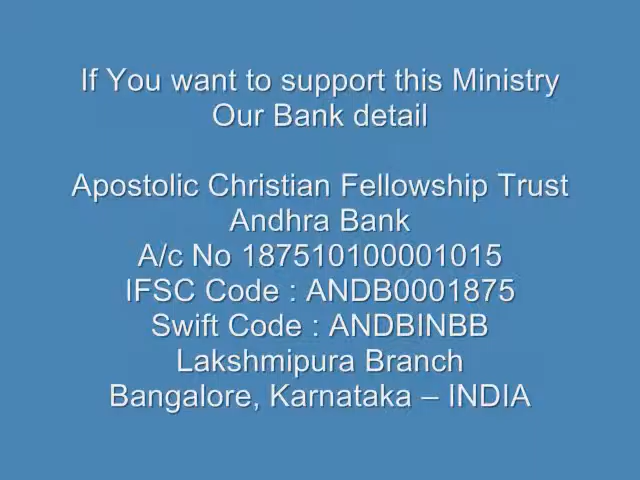 If You want to support this Ministry
Our Bank detail
Apostolic Christian Fellowship Trust
Andhra Bank
A/c No 187510100001015
IFSC Code : ANDB0001875
Swift Code : ANDBINBB
Lakshmipura Branch
Bangalore, Karnataka – INDIA